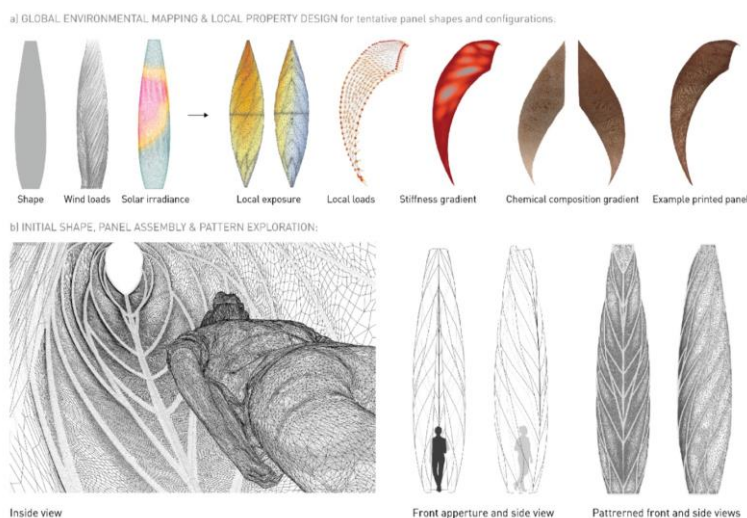 a) GLOBAL ENVIRONMENTAL MAPPING & LOCAL PROPERTY DESIGN for tentative panel shapes and configurations:
Shape
Wind loads
Solar irradiance
Local exposure
Local loads
Stiffness gradient
Chemical composition gradient
Example printed panel
b) INITIAL SHAPE, PANEL ASSEMBLY & PATTERN EXPLORATION:
Inside view
Front apperture and side view
Pattrerned front and side views